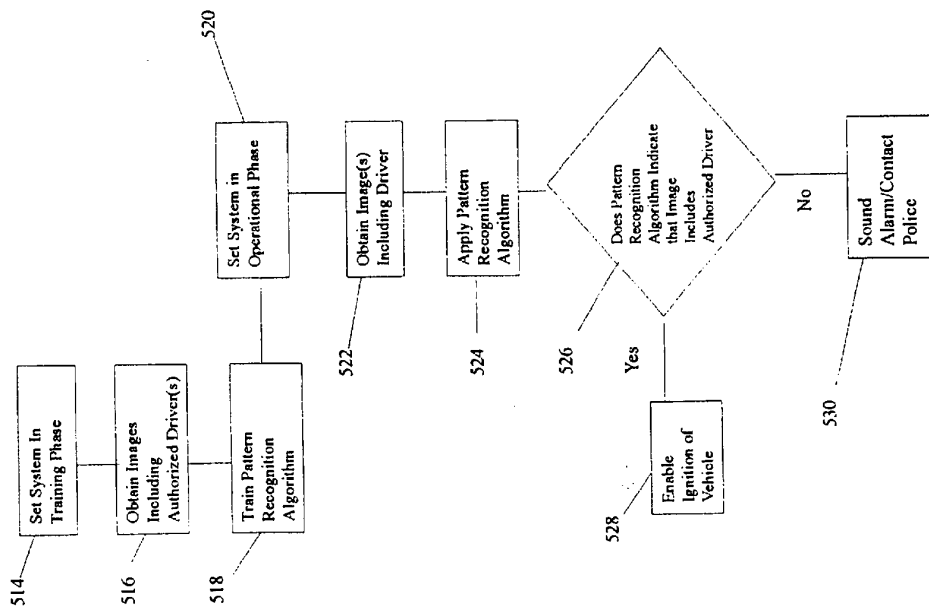 514
Set System In
Training Phase
516
Obtain Images
Including
Authorized Driver(s)
518
Train Pattern
Recognition
Algorithm
520
Set System in
Operational Phase
522
Obtain Image(s)
Including Driver
524
Apply Pattern
Recognition
Algorithm
526
Does Pattern
Recognition
Algorithm Indicate
that Image
Includes
Authorized Driver
Yes
528
Enable
Ignition of
Vehicle
No
530
Sound
Alarm/Contact
Police